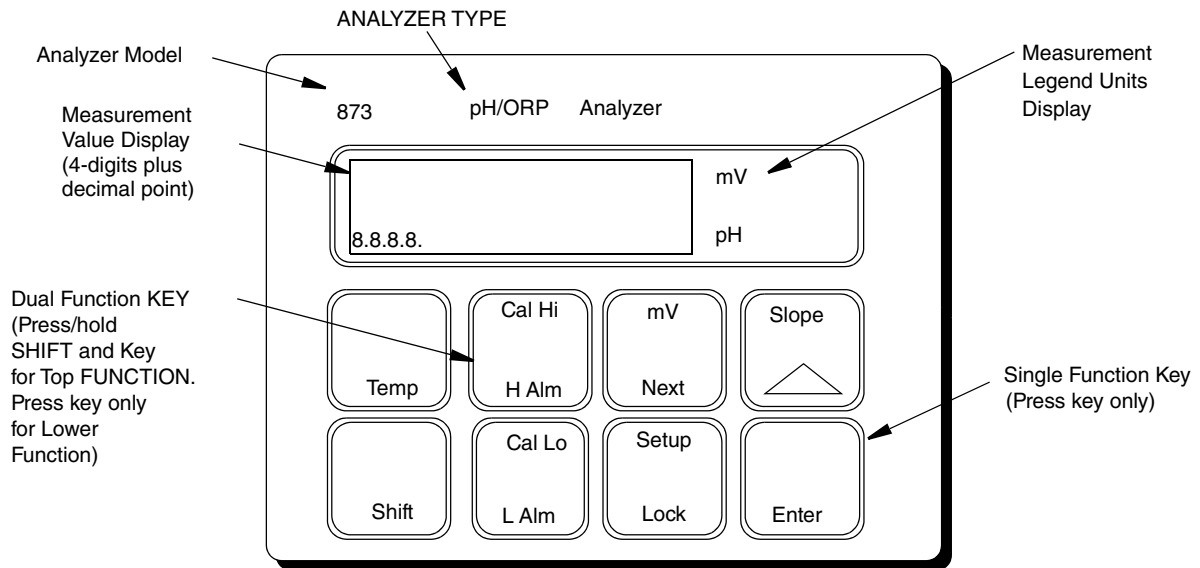 ANALYZER TYPE
Analyzer Model
Measurement
Legend Units
Display
873 pH/ORP Analyzer
Measurement
Value Display
(4-digits plus
decimal point)
mV
8.8.8.8.
pH
Dual Function KEY
(Press/hold
SHIFT and Key
for Top FUNCTION.
Press key only
for Lower
Function)
Cal Hi
mV
Slope
Temp
H Alm
Next
Single Function Key
(Press key only)
Cal Lo
Setup
Shift
L Alm
Lock
Enter